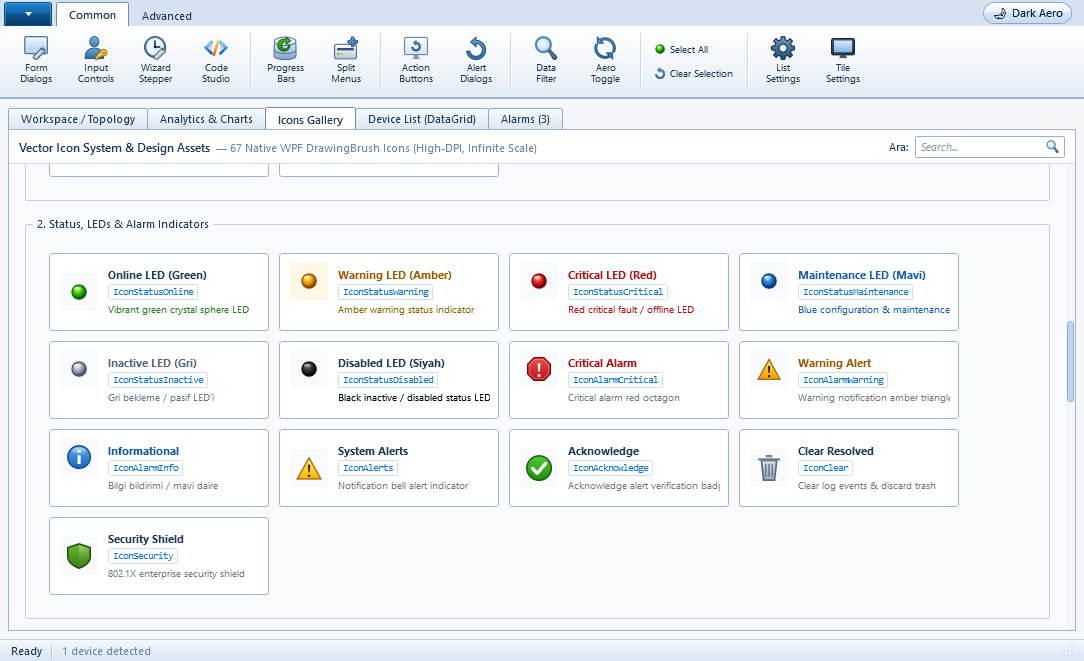 Common
Advanced
Dark Aero
Form Dialogs
Input Controls
Wizard Stepper
Code Studio
Progress Bars
Split Menus
Action Buttons
Alert Dialogs
Data Filter
Aero Toggle
Select All
Clear Selection
List Settings
Tile Settings
Workspace / Topology
Analytics & Charts
Icons Gallery
Device List (DataGrid)
Alarms (3)
Vector Icon System & Design Assets — 67 Native WPF DrawingBrush Icons (High-DPI, Infinite Scale)
Ara:
Search...
2. Status, LEDs & Alarm Indicators
Online LED (Green)
IconStatusOnline
Vibrant green crystal sphere LED
Warning LED (Amber)
IconStatusWarning
Amber warning status indicator
Critical LED (Red)
IconStatusCritical
Red critical fault / offline LED
Maintenance LED (Mavi)
IconStatusMaintenance
Blue configuration & maintenance
Inactive LED (Gri)
IconStatusInactive
Gri bekleme / pasif LED'i
Disabled LED (Siyah)
IconStatusDisabled
Black inactive / disabled status LED
Critical Alarm
IconAlarmCritical
Critical alarm red octagon
Warning Alert
IconAlarmWarning
Warning notification amber triangle
Informational
IconAlarmInfo
Bilgi bildirimi / mavi daire
System Alerts
IconAlerts
Notification bell alert indicator
Acknowledge
IconAcknowledge
Acknowledge alert verification badg
Clear Resolved
IconClear
Clear log events & discard trash
Security Shield
IconSecurity
802.1X enterprise security shield
Ready
1 device detected